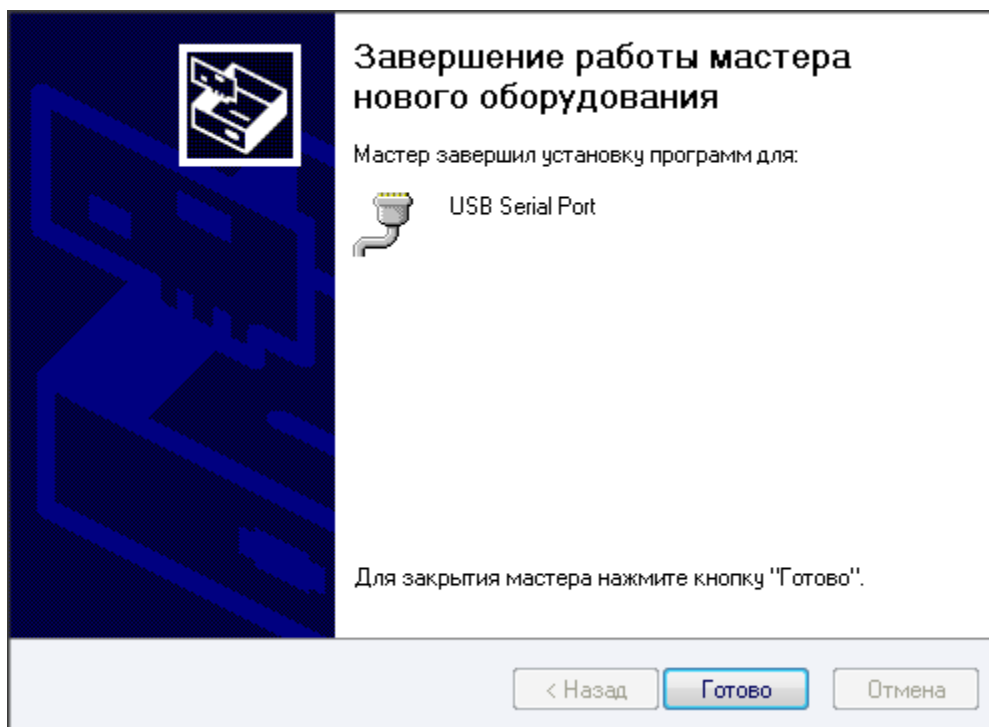 Завершение работы мастера
нового оборудования
Мастер завершил установку программ для:
USB Serial Port
Для закрытия мастера нажмите кнопку "Готово".
< Назад
Готово
Отмена